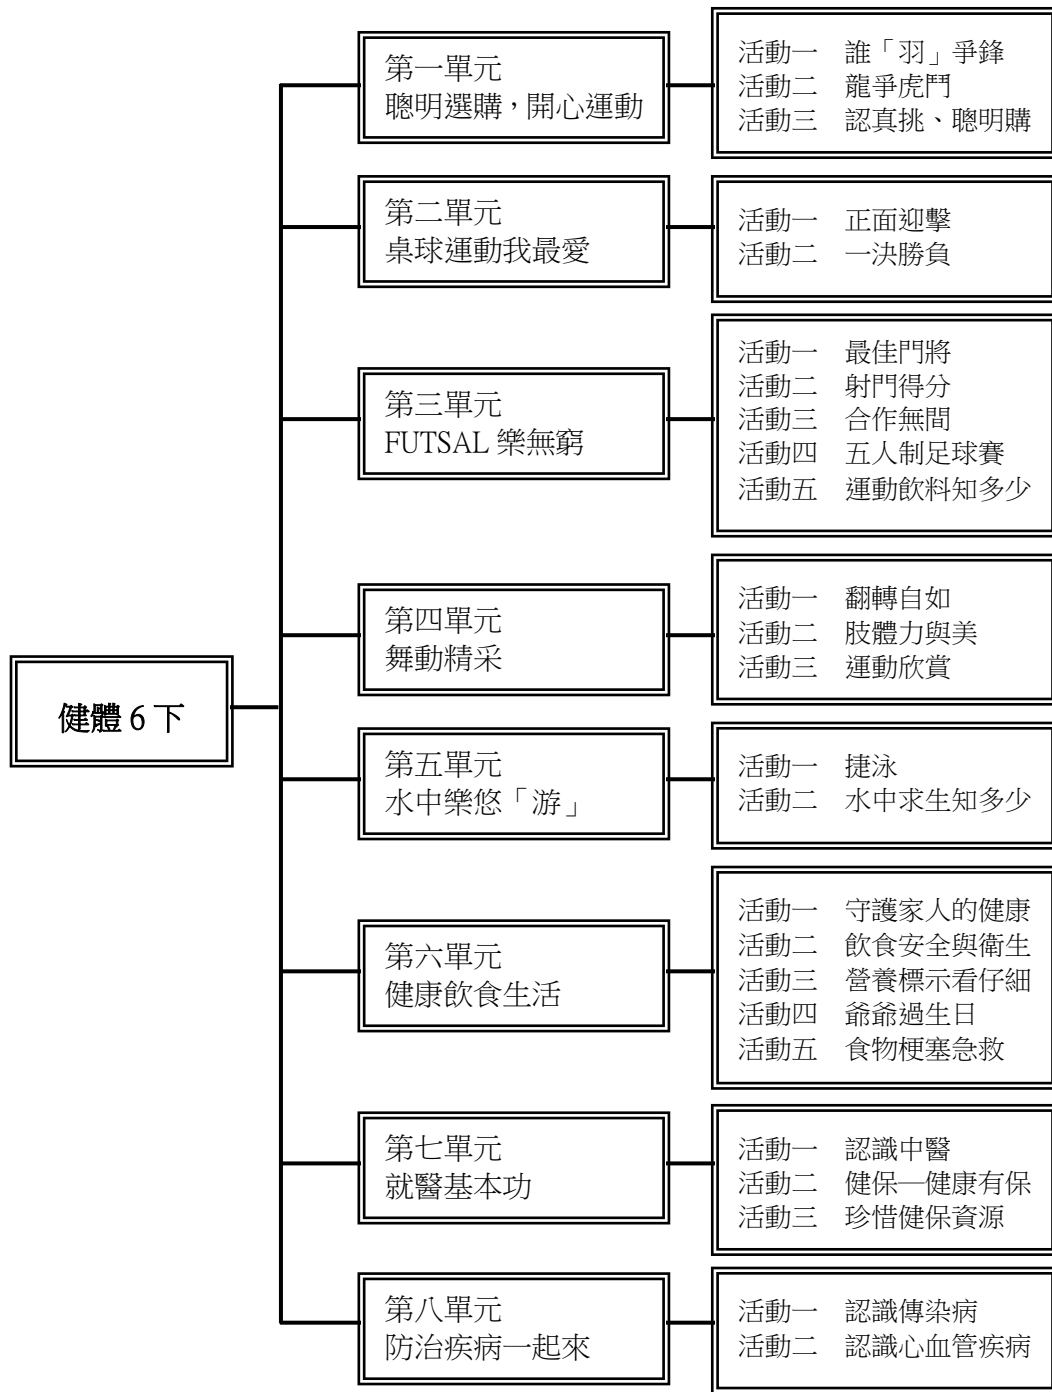 健體 6 下
第一單元
聰明選購，開心運動
活動一　誰「羽」爭鋒
活動二　龍爭虎鬥
活動三　認真挑、聰明購
第二單元
桌球運動我最愛
活動一　正面迎擊
活動二　一決勝負
第三單元
FUTSAL 樂無窮
活動一　最佳門將
活動二　射門得分
活動三　合作無間
活動四　五人制足球賽
活動五　運動飲料知多少
第四單元
舞動精采
活動一　翻轉自如
活動二　肢體力與美
活動三　運動欣賞
第五單元
水中樂悠「游」
活動一　捷泳
活動二　水中求生知多少
第六單元
健康飲食生活
活動一　守護家人的健康
活動二　飲食安全與衛生
活動三　營養標示看仔細
活動四　爺爺過生日
活動五　食物梗塞急救
第七單元
就醫基本功
活動一　認識中醫
活動二　健保─健康有保
活動三　珍惜健保資源
第八單元
防治疾病一起來
活動一　認識傳染病
活動二　認識心血管疾病